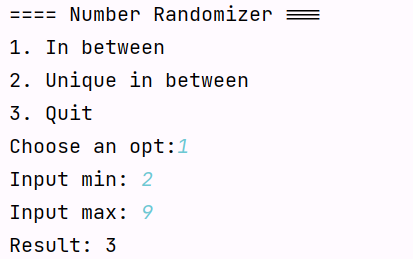 ==== Number Randomizer ===
1. In between
2. Unique in between
3. Quit
Choose an opt:1
Input min: 2
Input max: 9
Result: 3